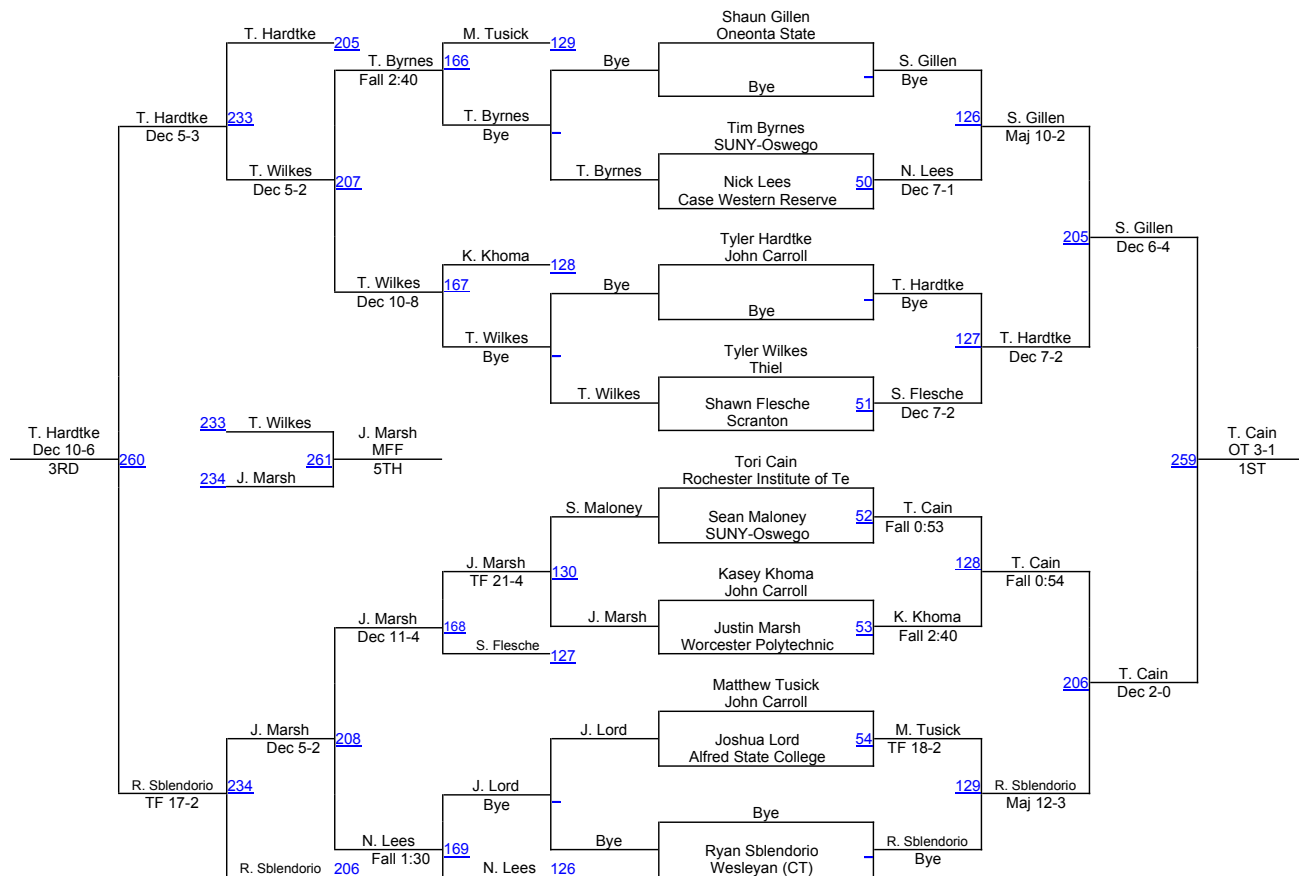 Shaun Gillen
T. Hardtke
M. Tusick
Oneonta State
205
129
T. Byrnes
166
Bye
S. Gillen
Fall 2:40
Bye
Bye
T. Hardtke
233
T. Byrnes
126
S. Gillen
Dec 5-3
Bye
Tim Byrnes
Maj 10-2
SUNY-Oswego
T. Wilkes
207
T. Byrnes
Nick Lees
50
N. Lees
Dec 5-2
Case Western Reserve
Dec 7-1
205
S. Gillen
Tyler Hardtke
Dec 6-4
K. Khoma
128
John Carroll
T. Wilkes
167
Bye
T. Hardtke
Dec 10-8
Bye
Bye
T. Wilkes
127
T. Hardtke
Bye
Tyler Wilkes
Dec 7-2
Thiel
T. Wilkes
Shawn Flesche
51
S. Flesche
Scranton
Dec 7-2
233
T. Wilkes
T. Hardtke
J. Marsh
T. Cain
Dec 10-6
MFF
OT 3-1
3RD
260
261
5TH
259
1ST
234
J. Marsh
Tori Cain
Rochester Institute of Te
S. Maloney
Sean Maloney
52
T. Cain
SUNY-Oswego
Fall 0:53
J. Marsh
130
128
T. Cain
TF 21-4
Kasey Khoma
Fall 0:54
John Carroll
J. Marsh
168
J. Marsh
Justin Marsh
53
K. Khoma
Dec 11-4
Worcester Polytechnic
Fall 2:40
S. Flesche
127
206
T. Cain
Matthew Tusick
Dec 2-0
John Carroll
J. Marsh
208
J. Lord
Joshua Lord
54
M. Tusick
Dec 5-2
Alfred State College
TF 18-2
R. Sblendorio
234
J. Lord
129
R. Sblendorio
TF 17-2
Bye
Bye
Maj 12-3
N. Lees
169
Bye
Ryan Sblendorio
R. Sblendorio
Fall 1:30
Wesleyan (CT)
Bye
R. Sblendorio
206
N. Lees
126